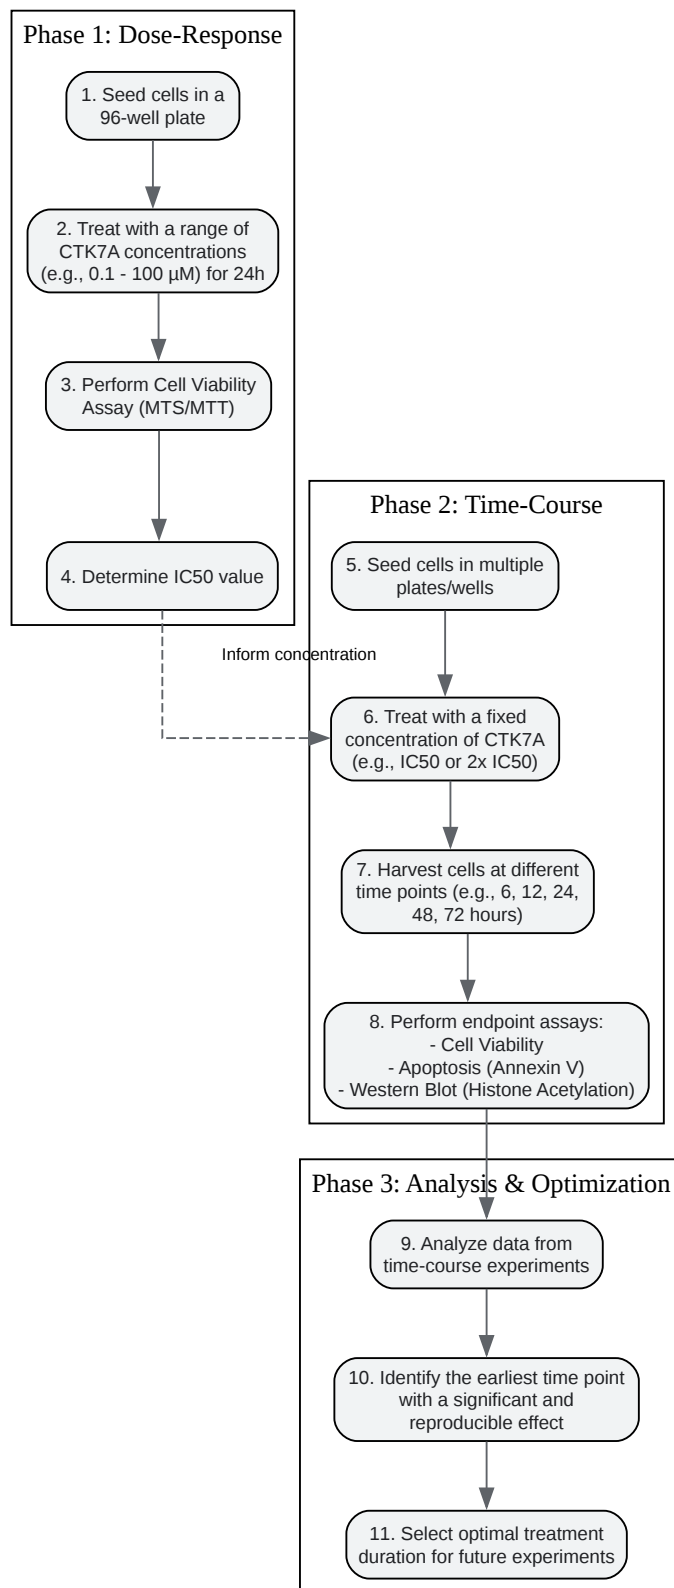 Phase 1: Dose-Response
1. Seed cells in a
96-well plate
2. Treat with a range of
CTK7A concentrations
(e.g., 0.1 - 100 µM) for 24h
3. Perform Cell Viability
Assay (MTS/MTT)
4. Determine IC50 value
Inform concentration
Phase 2: Time-Course
5. Seed cells in multiple
plates/wells
6. Treat with a fixed
concentration of CTK7A
(e.g., IC50 or 2x IC50)
7. Harvest cells at different
time points (e.g., 6, 12, 24,
48, 72 hours)
8. Perform endpoint assays:
- Cell Viability
- Apoptosis (Annexin V)
- Western Blot (Histone Acetylation)
Phase 3: Analysis & Optimization
9. Analyze data from
time-course experiments
10. Identify the earliest time point
with a significant and
reproducible effect
11. Select optimal treatment
duration for future experiments